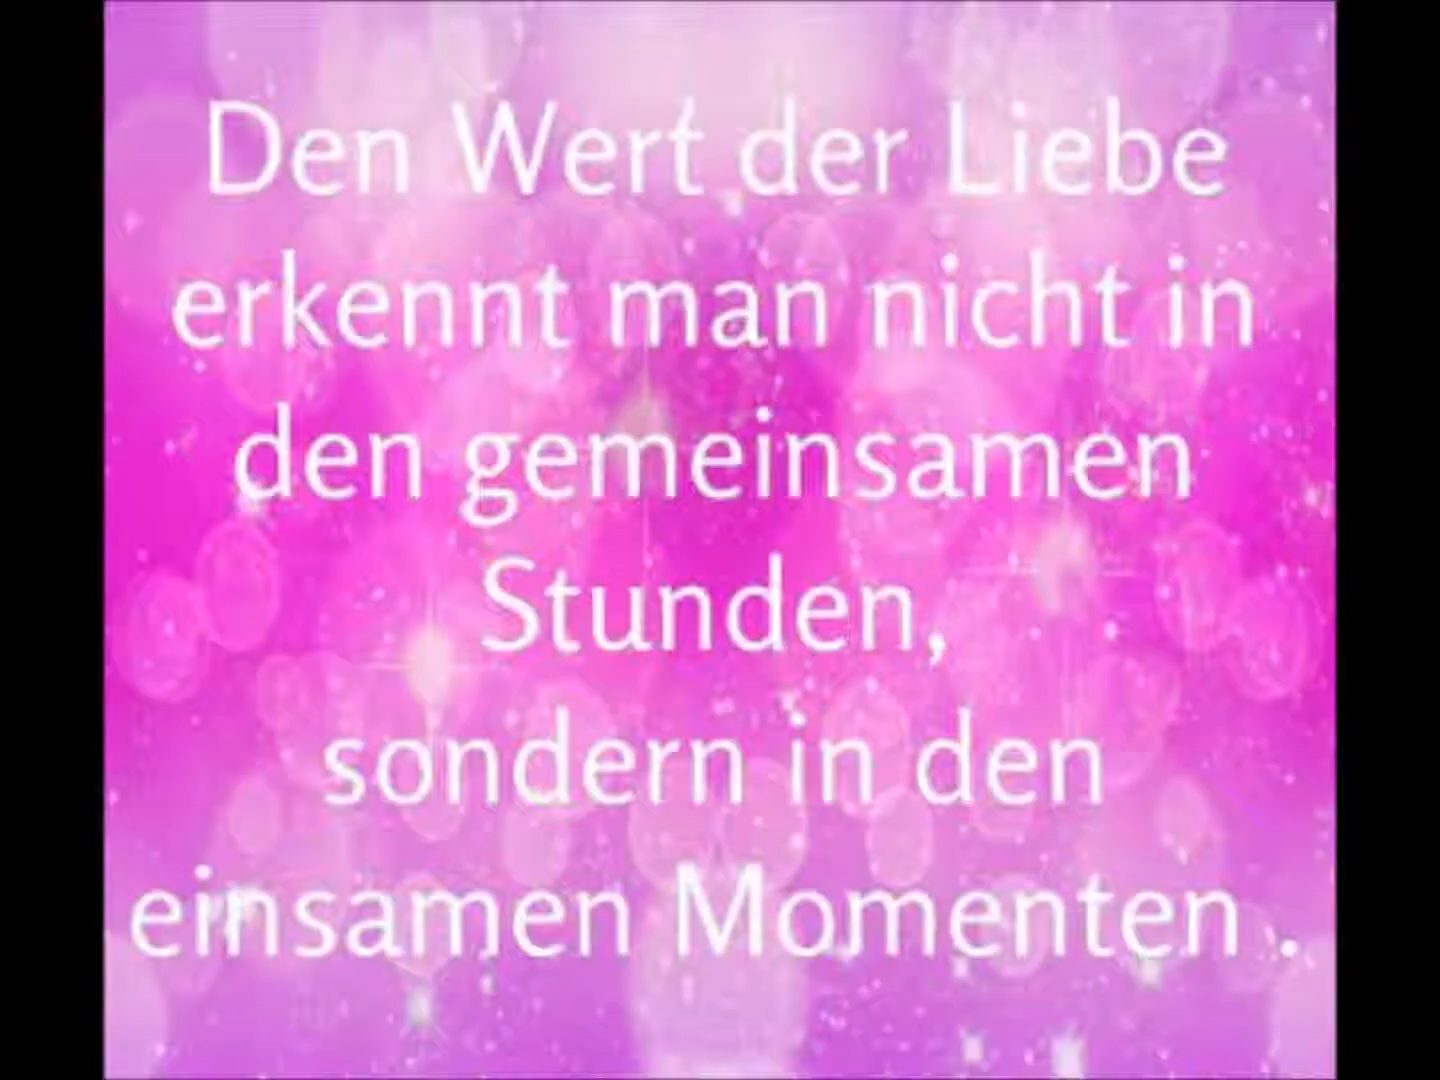 Den Wert der Liebe
erkennt man nicht in
den gemeinsamen
Stunden,
sondern in den
einsamen Momenten .